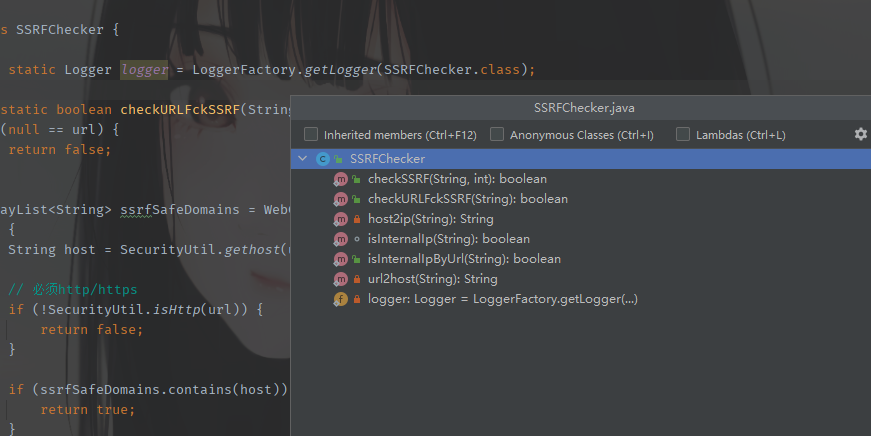 s SSRFChecker {
static Logger logger = LoggerFactory.getLogger(SSRFChecker.class);
static boolean checkURLFckSSRF(String
(null == url) {
return false;
ayList<String> ssrfSafeDomains = Web
{
String host = SecurityUtil.gethost(
// 必须http/https
if (!SecurityUtil.isHttp(url)) {
return false;
}
if (ssrfSafeDomains.contains(host))
return true;
}
SSRFChecker.java
Inherited members (Ctrl+F12)
Anonymous Classes (Ctrl+I)
Lambdas (Ctrl+L)
SSRFChecker
checkSSRF(String, int): boolean
checkURLFckSSRF(String): boolean
host2ip(String): String
isInternalIp(String): boolean
isInternalIpByUrl(String): boolean
url2host(String): String
logger: Logger = LoggerFactory.getLogger(...)